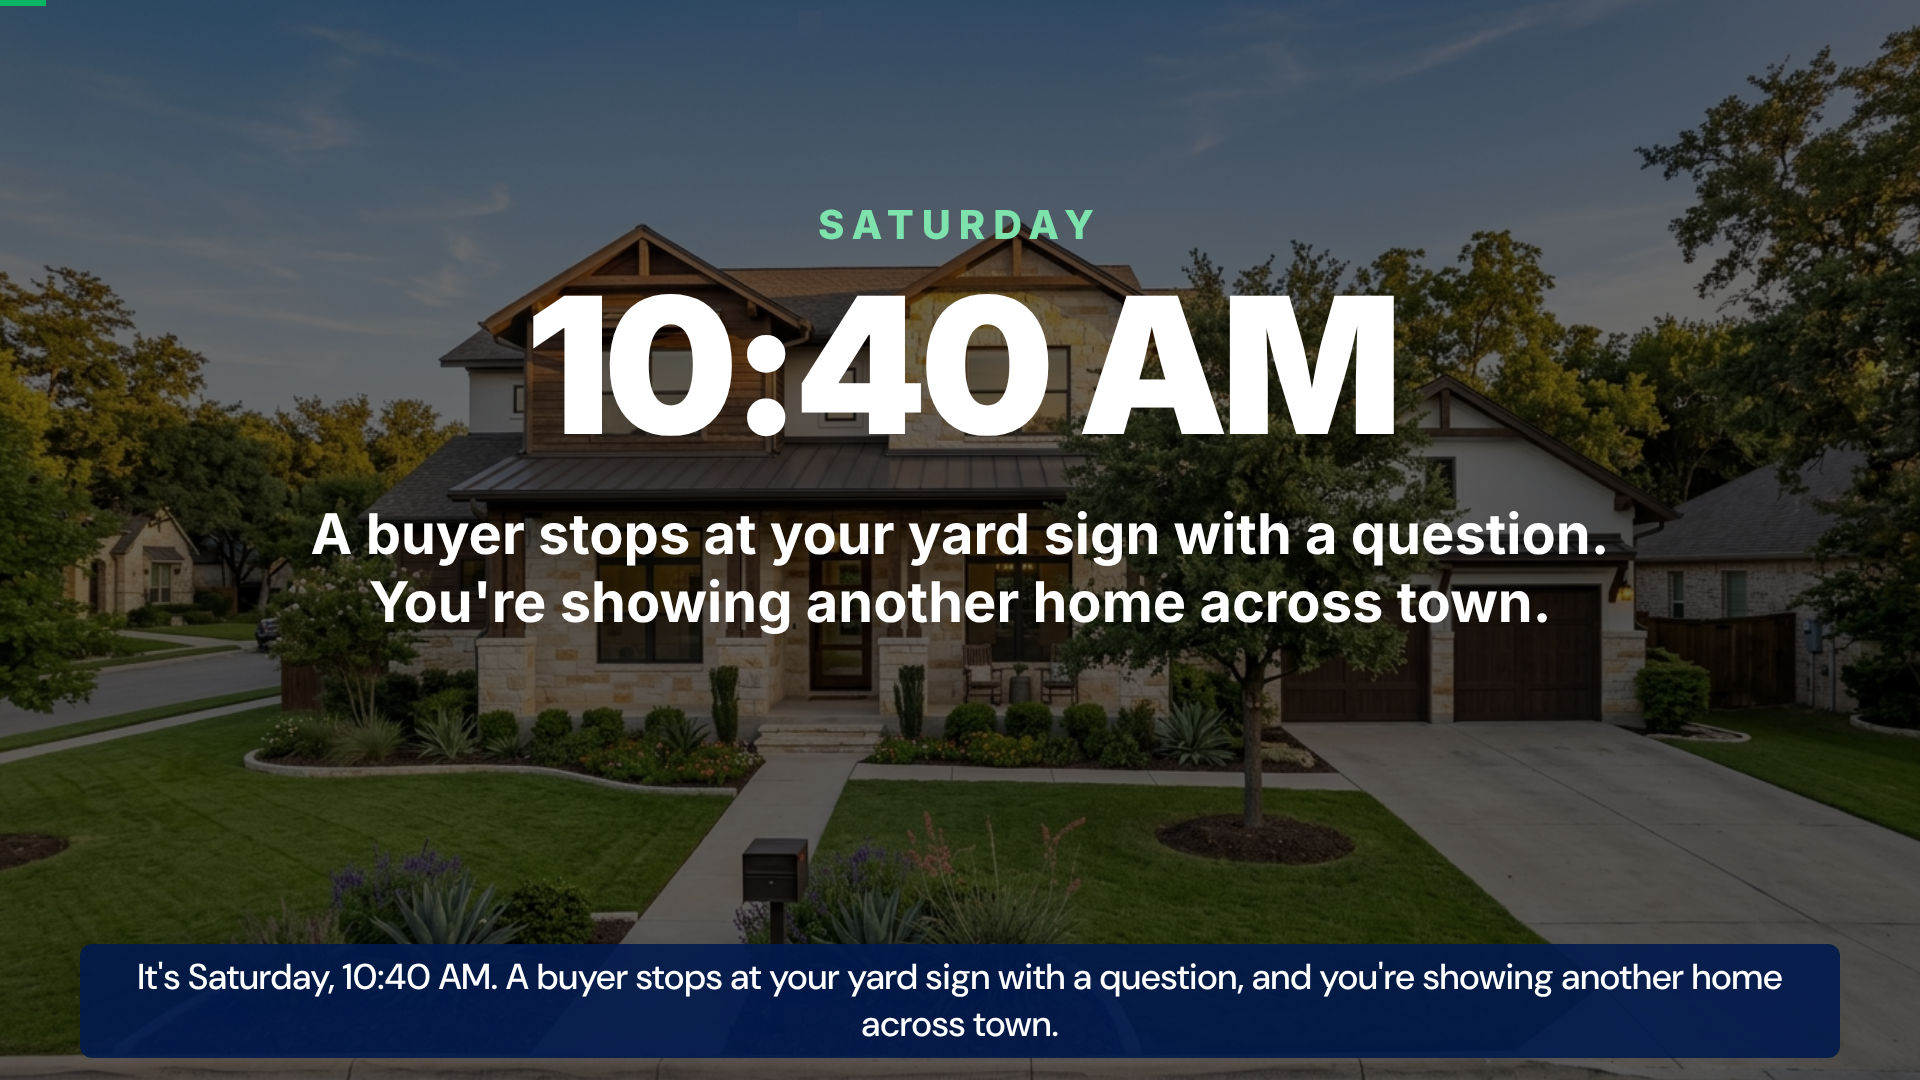 SATURDAY
10:40 AM
A buyer stops at your yard sign with a question.
You're showing another home across town.
It's Saturday, 10:40 AM. A buyer stops at your yard sign with a question, and you're showing another home
across town.